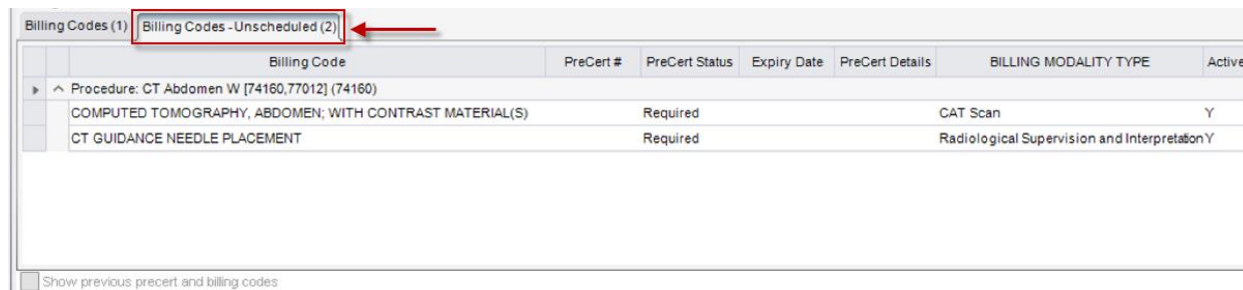 Billing Codes (1) Billing Codes - Unscheduled (2)
Billing Code PreCert # PreCert Status Expiry Date PreCert Details BILLING MODALITY TYPE Active
Procedure: CT Abdomen W [74160,77012] (74160)
COMPUTED TOMOGRAPHY, ABDOMEN; WITH CONTRAST MATERIAL(S) Required CAT Scan Y
CT GUIDANCE NEEDLE PLACEMENT Required Radiological Supervision and Interpretation Y
Show previous precert and billing codes